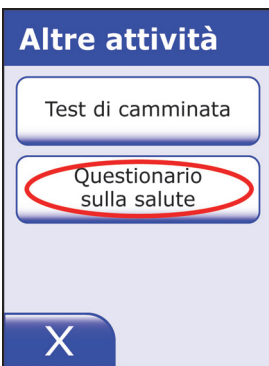 Altre attività
Test di camminata
Questionario
sulla salute
X